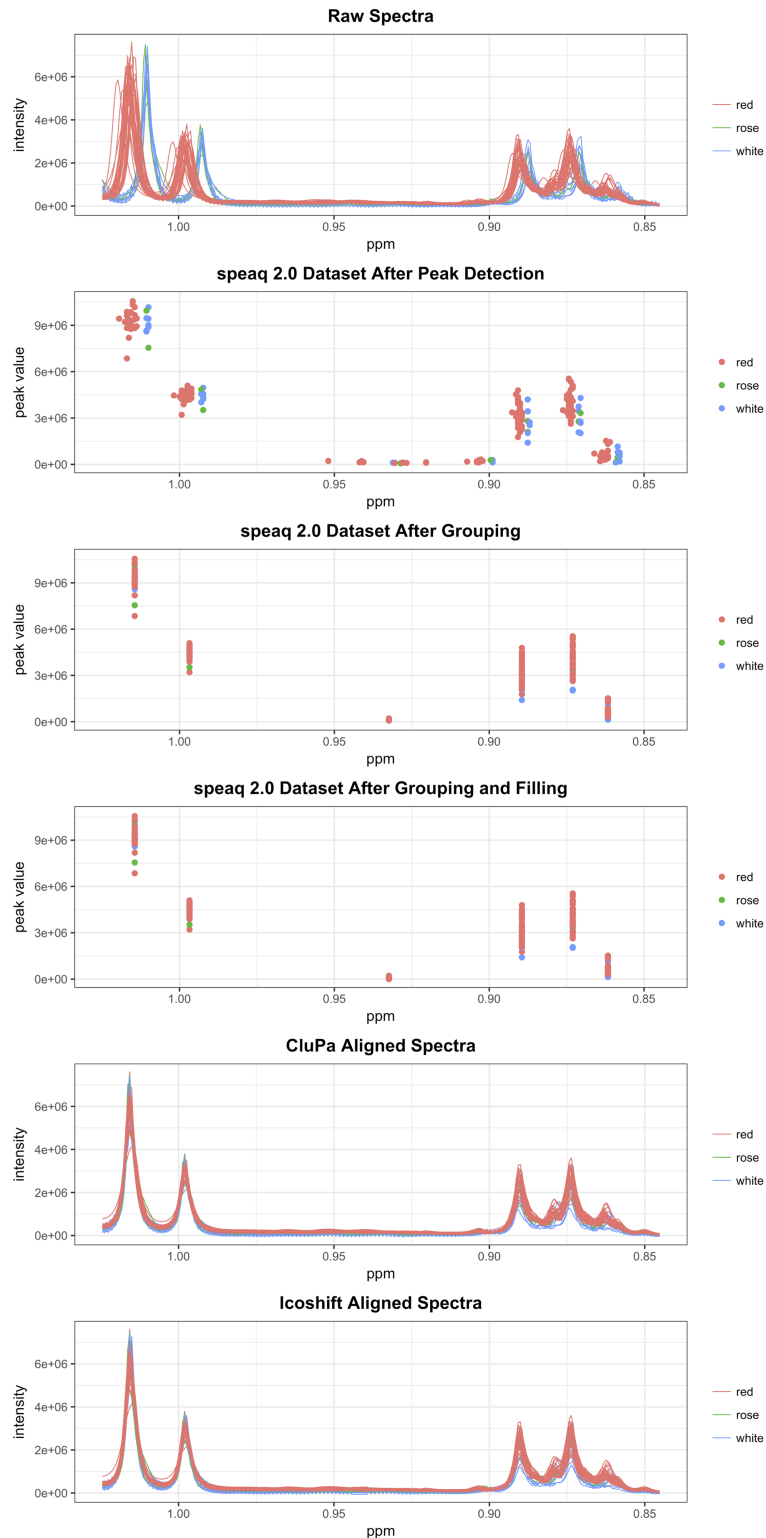 Raw Spectra
6e+06
4e+06
2e+06
0e+00
intensity
1.00
0.95
0.90
0.85
ppm
red
rose
white
speaq 2.0 Dataset After Peak Detection
9e+06
6e+06
3e+06
0e+00
peak value
1.00
0.95
0.90
0.85
ppm
red
rose
white
speaq 2.0 Dataset After Grouping
9e+06
6e+06
3e+06
0e+00
peak value
1.00
0.95
0.90
0.85
ppm
red
rose
white
speaq 2.0 Dataset After Grouping and Filling
9e+06
6e+06
3e+06
0e+00
peak value
1.00
0.95
0.90
0.85
ppm
red
rose
white
CluPa Aligned Spectra
6e+06
4e+06
2e+06
0e+00
intensity
1.00
0.95
0.90
0.85
ppm
red
rose
white
Icoshift Aligned Spectra
6e+06
4e+06
2e+06
0e+00
intensity
1.00
0.95
0.90
0.85
ppm
red
rose
white